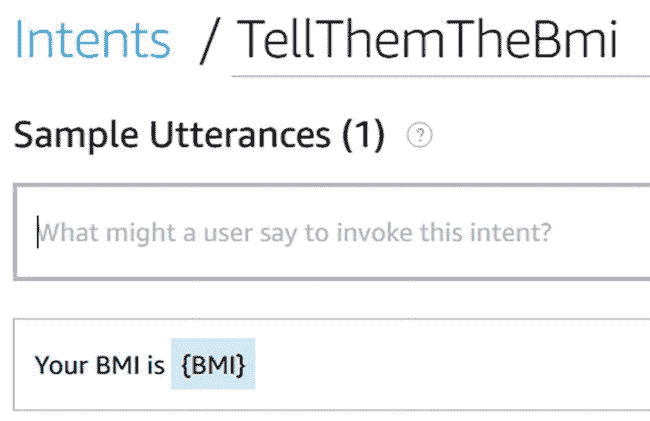 Intents / TellThemTheBmi
Sample Utterances (1) ?
What might a user say to invoke this intent?
Your BMI is {BMI}